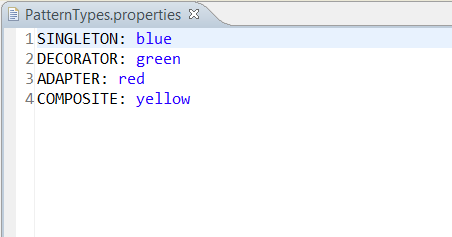 PatternTypes.properties
1 SINGLETON: blue
2 DECORATOR: green
3 ADAPTER: red
4 COMPOSITE: yellow